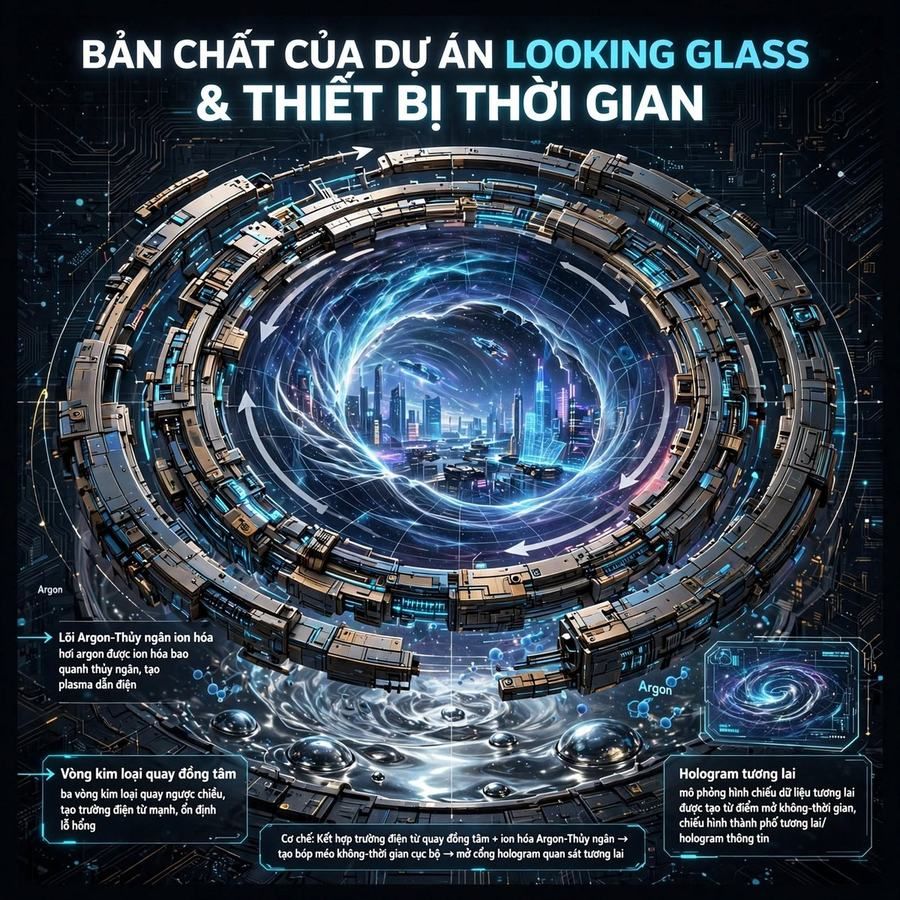 BẢN CHẤT CỦA DỰ ÁN LOOKING GLASS
& THIẾT BỊ THỜI GIAN
Argon
Lõi Argon-Thủy ngân ion hóa
hơi argon được ion hóa bao
quanh thủy ngân, tạo
plasma dẫn điện
Argon
Vòng kim loại quay đồng tâm
ba vòng kim loại quay ngược chiều,
tạo trường điện từ mạnh, ổn định
lỗ hổng
Cơ chế: Kết hợp trường điện từ quay đồng tâm + ion hóa Argon-Thủy ngân →
tạo bóp méo không-thời gian cục bộ → mở cổng hologram quan sát tương lai
Hologram tương lai
mô phỏng hình chiếu dữ liệu tương lai
được tạo từ điểm mở không-thời gian,
chiếu hình thành phố tương lai/
hologram thông tin